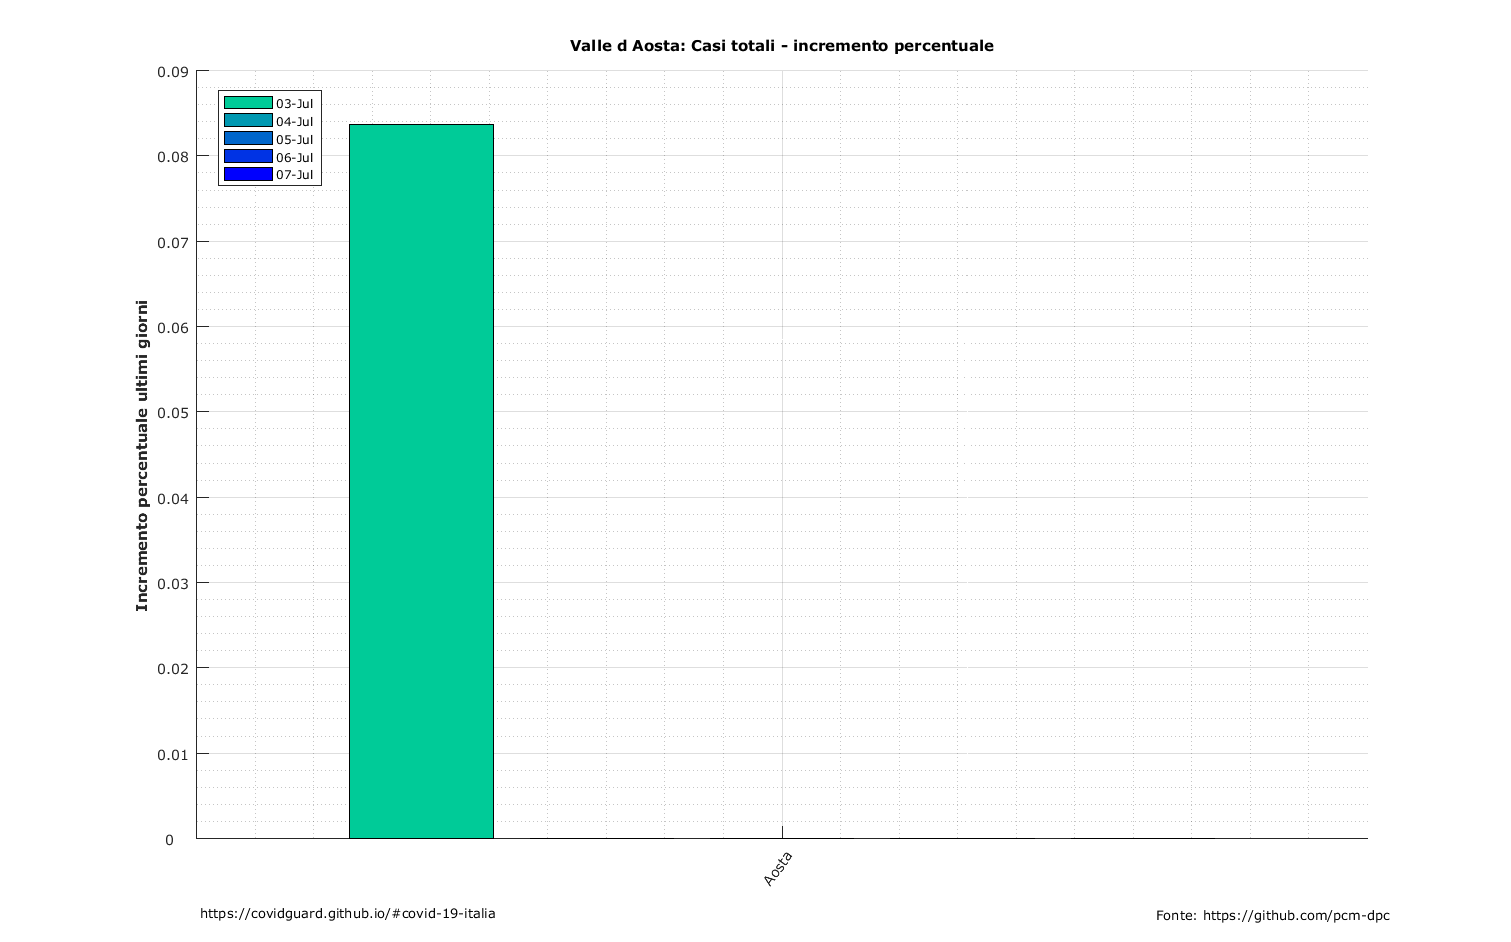 Valle d Aosta: Casi totali - incremento percentuale
0.09
0.08
0.07
0.06
0.05
0.04
0.03
0.02
0.01
0
Incremento percentuale ultimi giorni
03-Jul
04-Jul
05-Jul
06-Jul
07-Jul
Aosta
https://covidguard.github.io/#covid-19-italia
Fonte: https://github.com/pcm-dpc